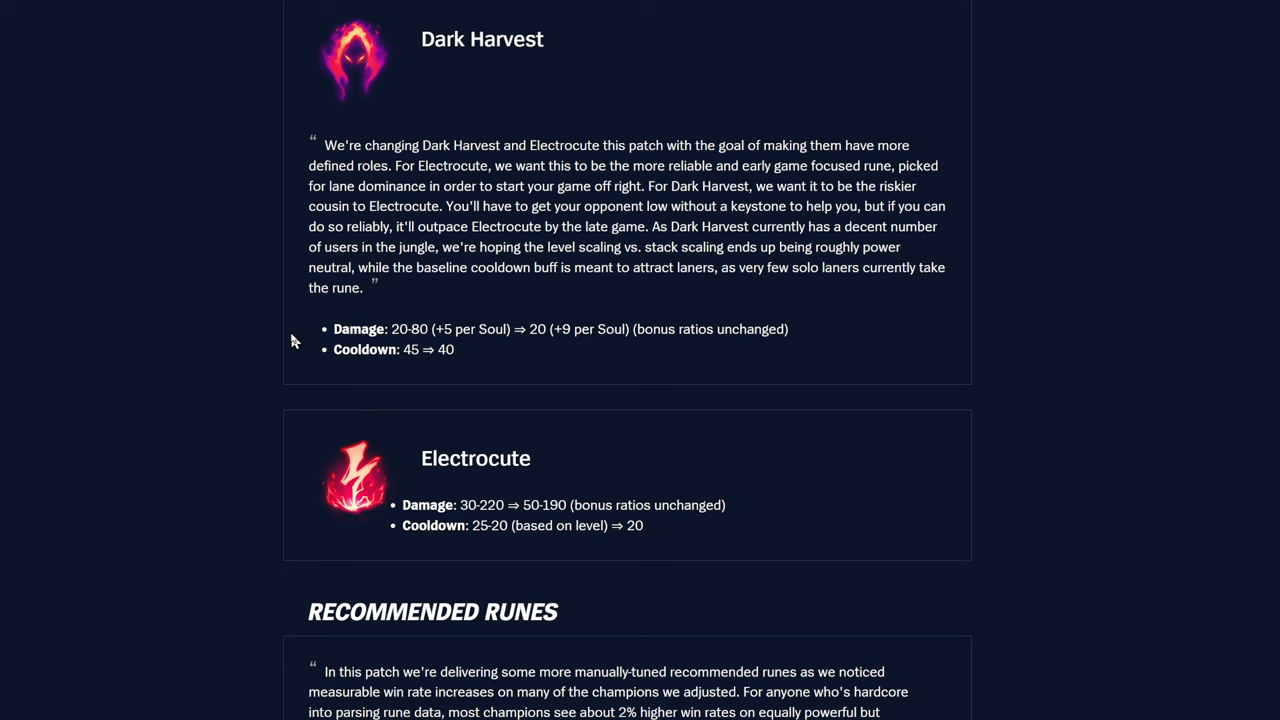 Dark Harvest
“ We're changing Dark Harvest and Electrocute this patch with the goal of making them have more
defined roles. For Electrocute, we want this to be the more reliable and early game focused rune, picked
for lane dominance in order to start your game off right. For Dark Harvest, we want it to be the riskier
cousin to Electrocute. You'll have to get your opponent low without a keystone to help you, but if you can
do so reliably, it'll outpace Electrocute by the late game. As Dark Harvest currently has a decent number
of users in the jungle, we're hoping the level scaling vs. stack scaling ends up being roughly power
neutral, while the baseline cooldown buff is meant to attract laners, as very few solo laners currently take
the rune. ”
• Damage: 20-80 (+5 per Soul) ⇒ 20 (+9 per Soul) (bonus ratios unchanged)
• Cooldown: 45 ⇒ 40
Electrocute
• Damage: 30-220 ⇒ 50-190 (bonus ratios unchanged)
• Cooldown: 25-20 (based on level) ⇒ 20
RECOMMENDED RUNES
“ In this patch we're delivering some more manually-tuned recommended runes as we noticed
measurable win rate increases on many of the champions we adjusted. For anyone who's hardcore
into parsing rune data, most champions see about 2% higher win rates on equally powerful but